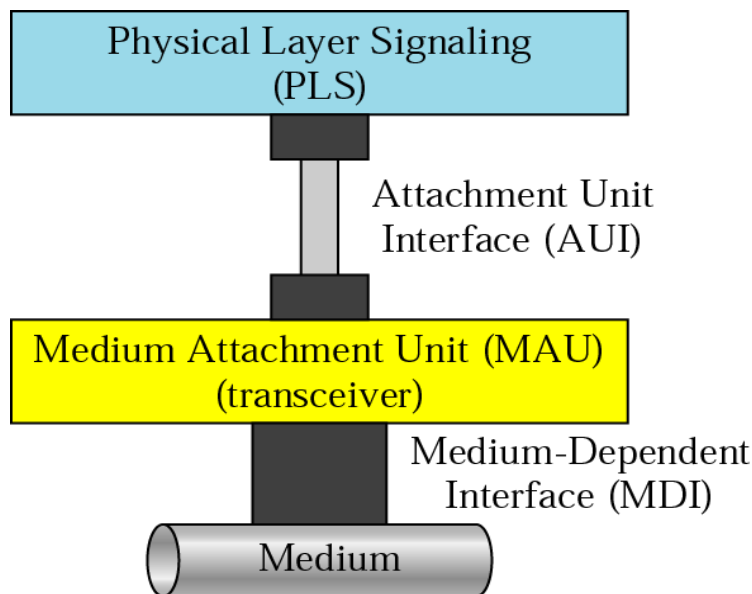 Physical Layer Signaling
(PLS)
Attachment Unit
Interface (AUI)
Medium Attachment Unit (MAU)
(transceiver)
Medium-Dependent
Interface (MDI)
Medium